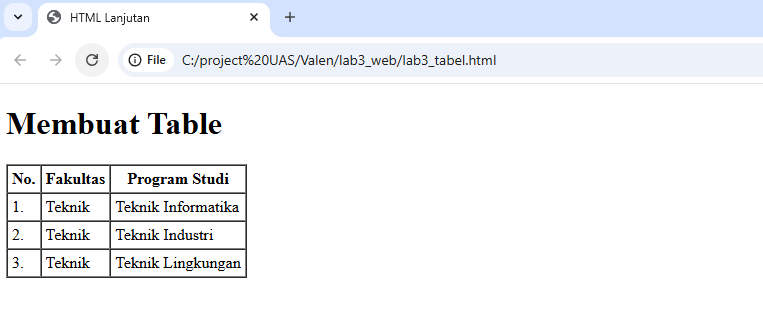 HTML Lanjutan
File C:/project%20UAS/Valen/lab3_web/lab3_tabel.html
Membuat Table
No. Fakultas Program Studi
1. Teknik Teknik Informatika
2. Teknik Teknik Industri
3. Teknik Teknik Lingkungan